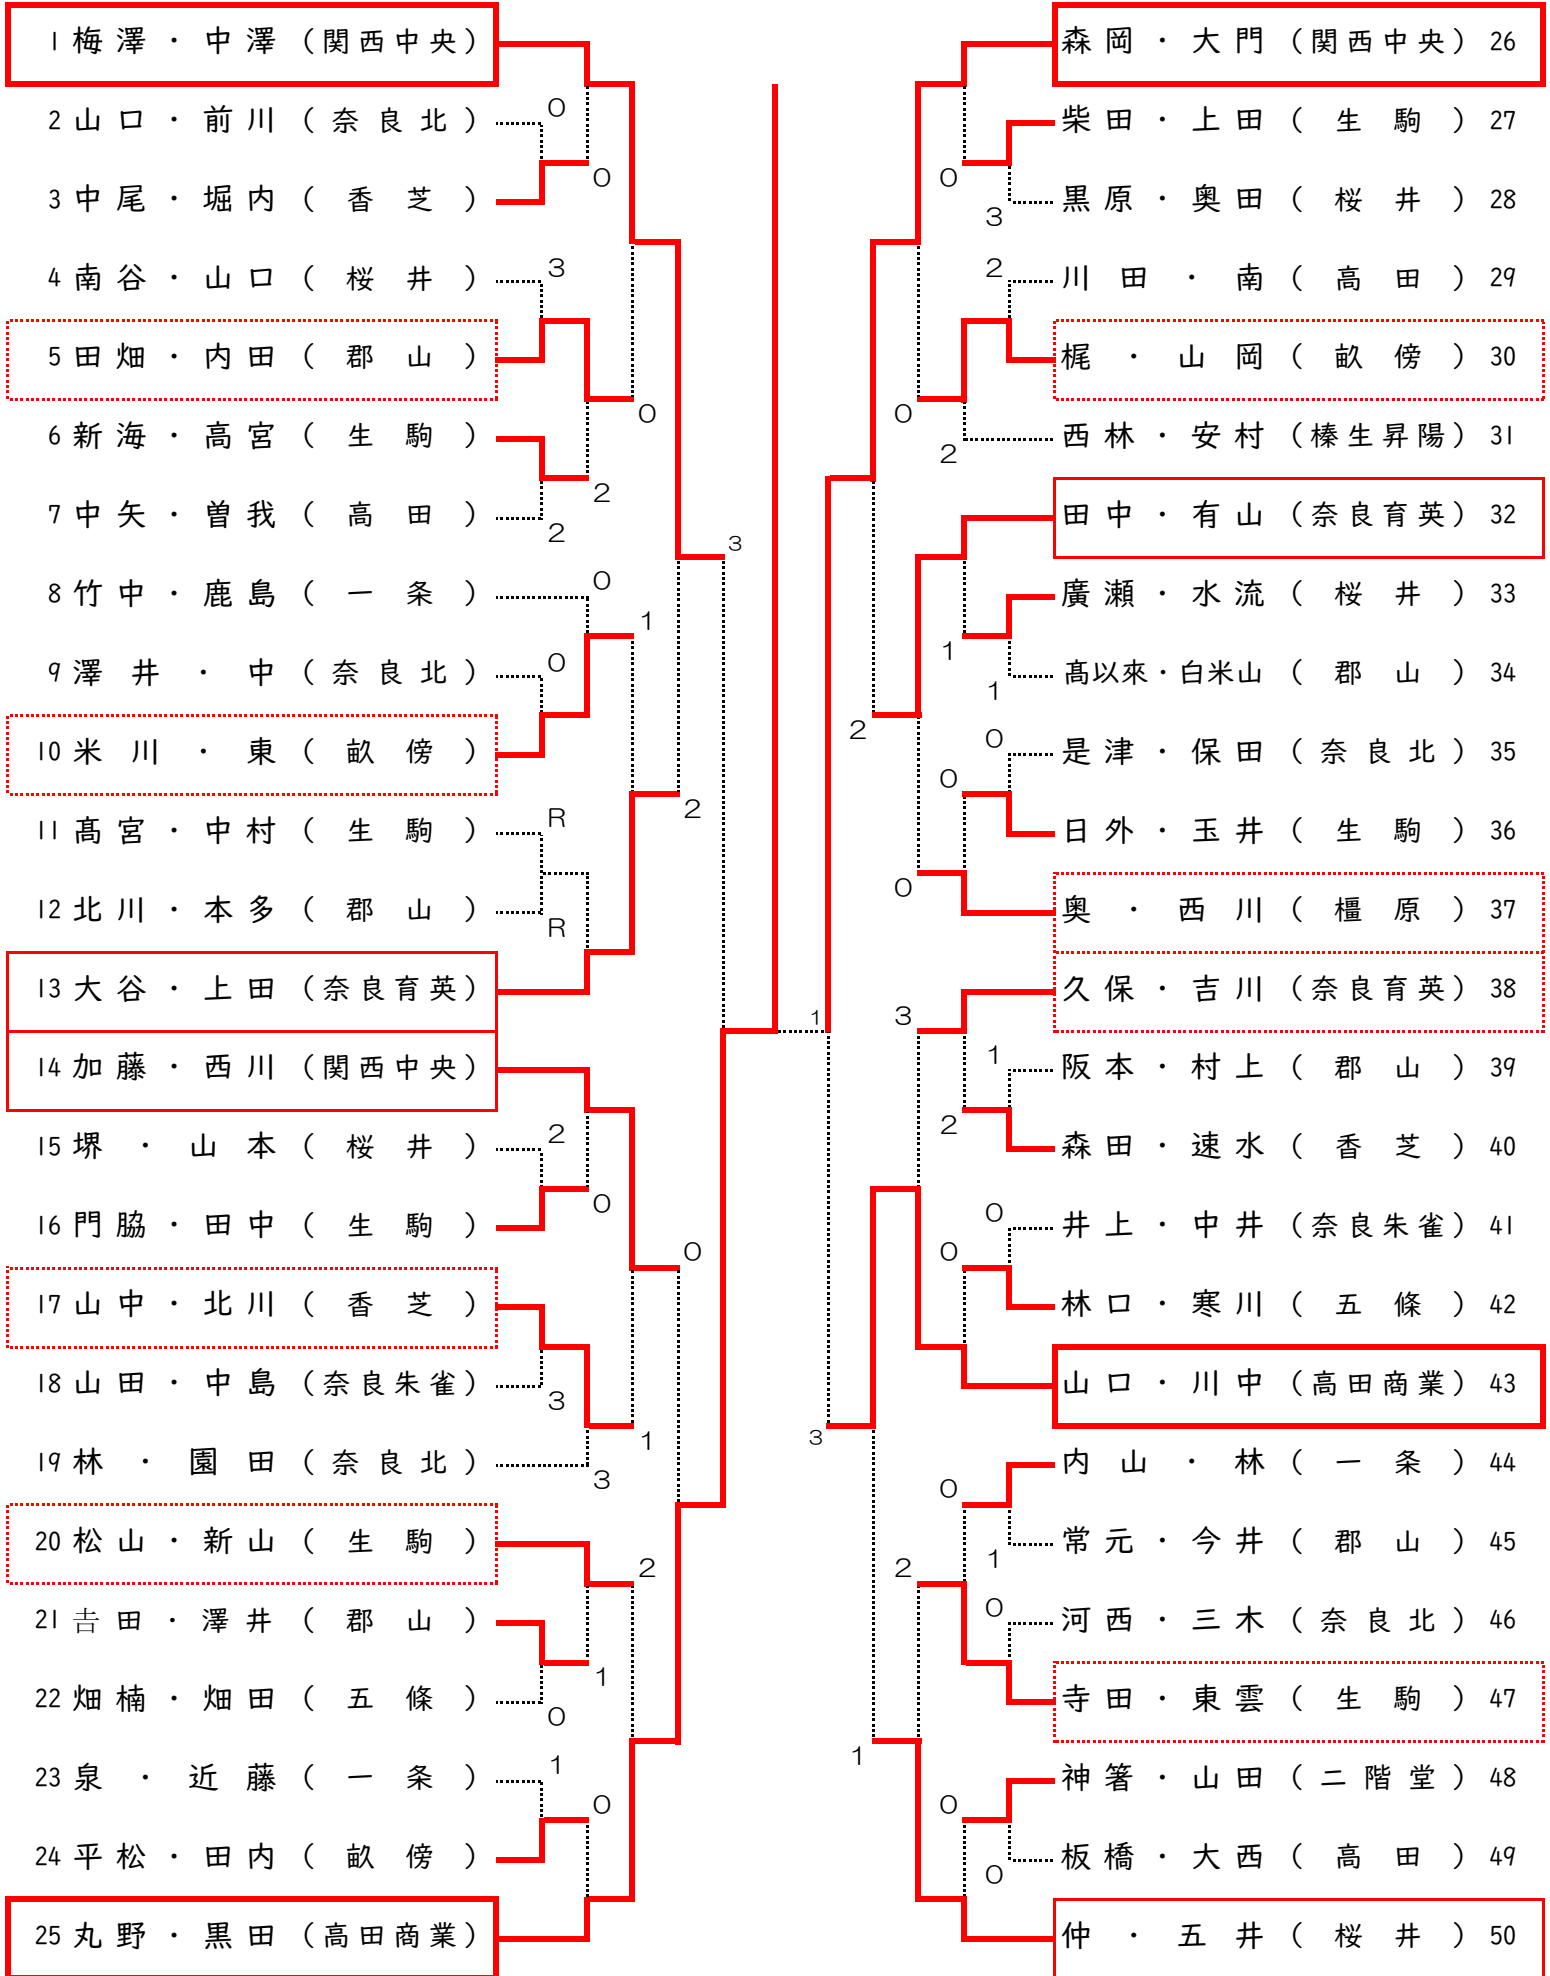 1 梅澤・中澤 (関西中央)
2 山口・前川 (奈良北)
3 中尾・堀内 (香芝)
4 南谷・山口 (桜井)
5 田畑・内田 (郡山)
6 新海・高宮 (生駒)
7 中矢・曽我 (高田)
8 竹中・鹿島 (一条)
9 澤井・中 (奈良北)
10 米川・東 (畝傍)
11 髙宮・中村 (生駒)
12 北川・本多 (郡山)
13 大谷・上田 (奈良育英)
14 加藤・西川 (関西中央)
15 堺・山本 (桜井)
16 門脇・田中 (生駒)
17 山中・北川 (香芝)
18 山田・中島 (奈良朱雀)
19 林・園田 (奈良北)
20 松山・新山 (生駒)
21 𠮷田・澤井 (郡山)
22 畑楠・畑田 (五條)
23 泉・近藤 (一条)
24 平松・田内 (畝傍)
25 丸野・黒田 (高田商業)
0
0
3
0
2
2
0
1
0
R
2
R
2
0
1
3
3
2
1
0
1
0
3
0
1
森岡・大門 (関西中央) 26
柴田・上田 (生駒) 27
黒原・奥田 (桜井) 28
川田・南 (高田) 29
梶・山岡 (畝傍) 30
西林・安村 (榛生昇陽) 31
田中・有山 (奈良育英) 32
廣瀬・水流 (桜井) 33
髙以來・白米山 (郡山) 34
是津・保田 (奈良北) 35
日外・玉井 (生駒) 36
奥・西川 (橿原) 37
久保・吉川 (奈良育英) 38
阪本・村上 (郡山) 39
森田・速水 (香芝) 40
井上・中井 (奈良朱雀) 41
林口・寒川 (五條) 42
山口・川中 (高田商業) 43
内山・林 (一条) 44
常元・今井 (郡山) 45
河西・三木 (奈良北) 46
寺田・東雲 (生駒) 47
神箸・山田 (二階堂) 48
板橋・大西 (高田) 49
仲・五井 (桜井) 50
0
3
2
0
2
1
1
2
0
0
0
3
1
2
0
0
3
0
1
2
0
1
0
0